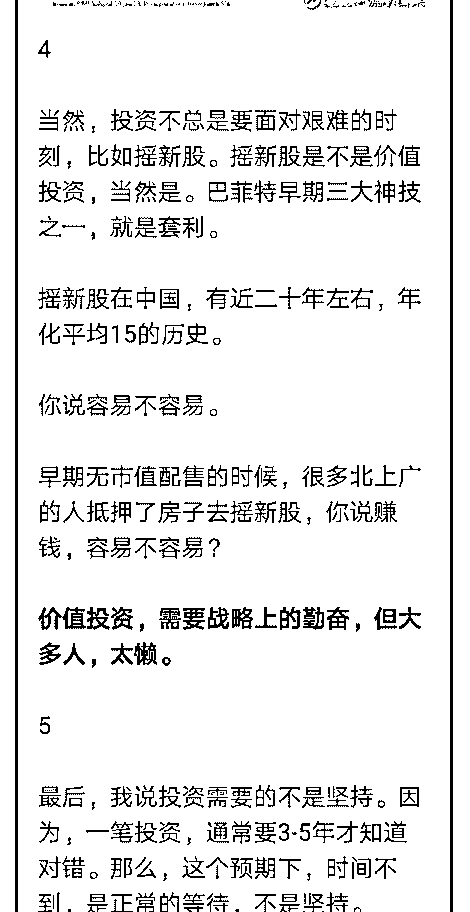 4
当然，投资不总是要面对艰难的时
刻，比如摇新股。摇新股是不是价值
投资，当然是。巴菲特早期三大神技
之一，就是套利。
摇新股在中国，有近二十年左右，年
化平均15的历史。
你说容易不容易。
早期无市值配售的时候，很多北上广
的人抵押了房子去摇新股，你说赚
钱，容易不容易？
价值投资，需要战略上的勤奋，但大
多人，太懒。
5
最后，我说投资需要的不是坚持。因
为，一笔投资，通常要3-5年才知道
对错。那么，这个预期下，时间不
到，是正常的等待，不是坚持。